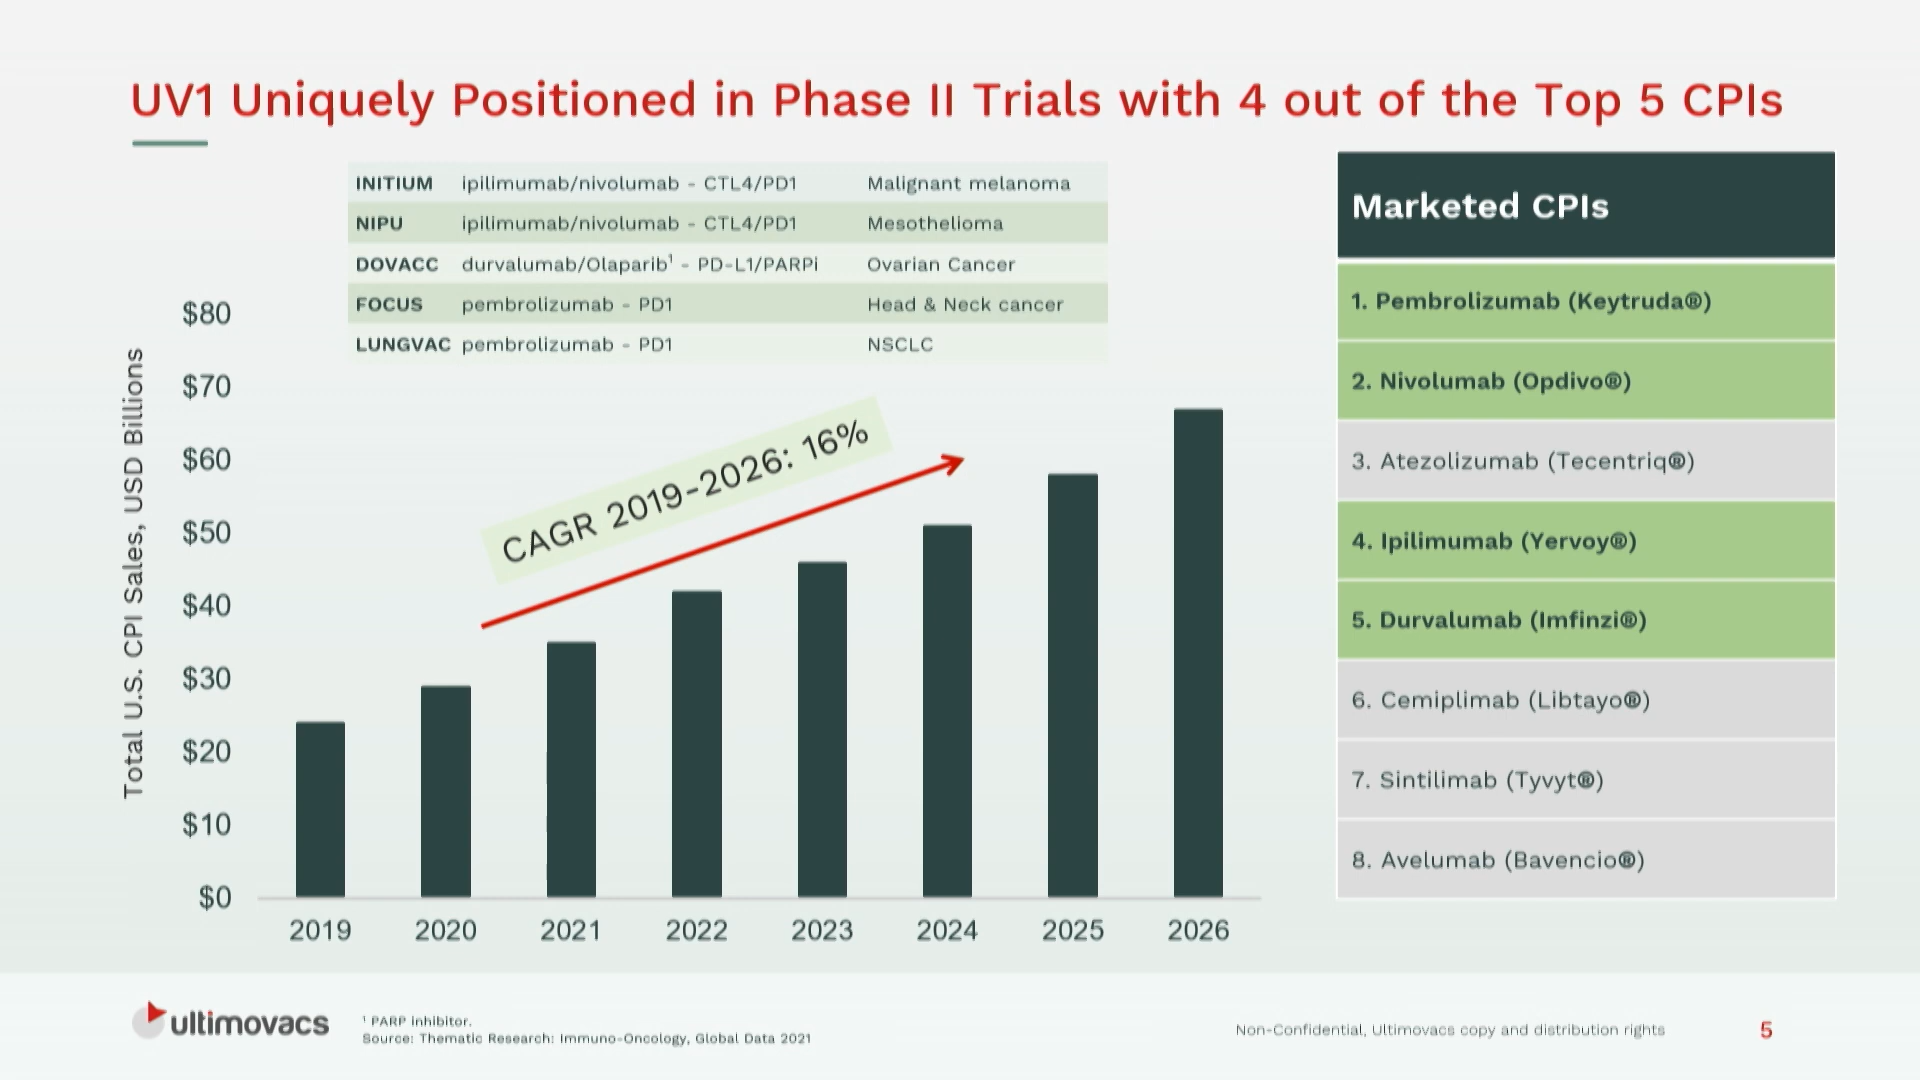 UV1 Uniquely Positioned in Phase II Trials with 4 out of the Top 5 CPIs
INITIUM ipilimumab/nivolumab - CTL4/PD1 Malignant melanoma
NIPU ipilimumab/nivolumab - CTL4/PD1 Mesothelioma
DOVACC durvalumab/Olaparib¹ - PD-L1/PARPi Ovarian Cancer
FOCUS pembrolizumab - PD1 Head & Neck cancer
LUNGVAC pembrolizumab - PD1 NSCLC
Total U.S. CPI Sales, USD Billions
$80
$70
$60
$50
$40
$30
$20
$10
$0
CAGR 2019-2026: 16%
2019 2020 2021 2022 2023 2024 2025 2026
Marketed CPIs
1. Pembrolizumab (Keytruda®)
2. Nivolumab (Opdivo®)
3. Atezolizumab (Tecentriq®)
4. Ipilimumab (Yervoy®)
5. Durvalumab (Imfinzi®)
6. Cemiplimab (Libtayo®)
7. Sintilimab (Tyvyt®)
8. Avelumab (Bavencio®)
ultimovacs
¹ PARP inhibitor.
Source: Thematic Research: Immuno-Oncology, Global Data 2021
Non-Confidential, Ultimovacs copy and distribution rights
5